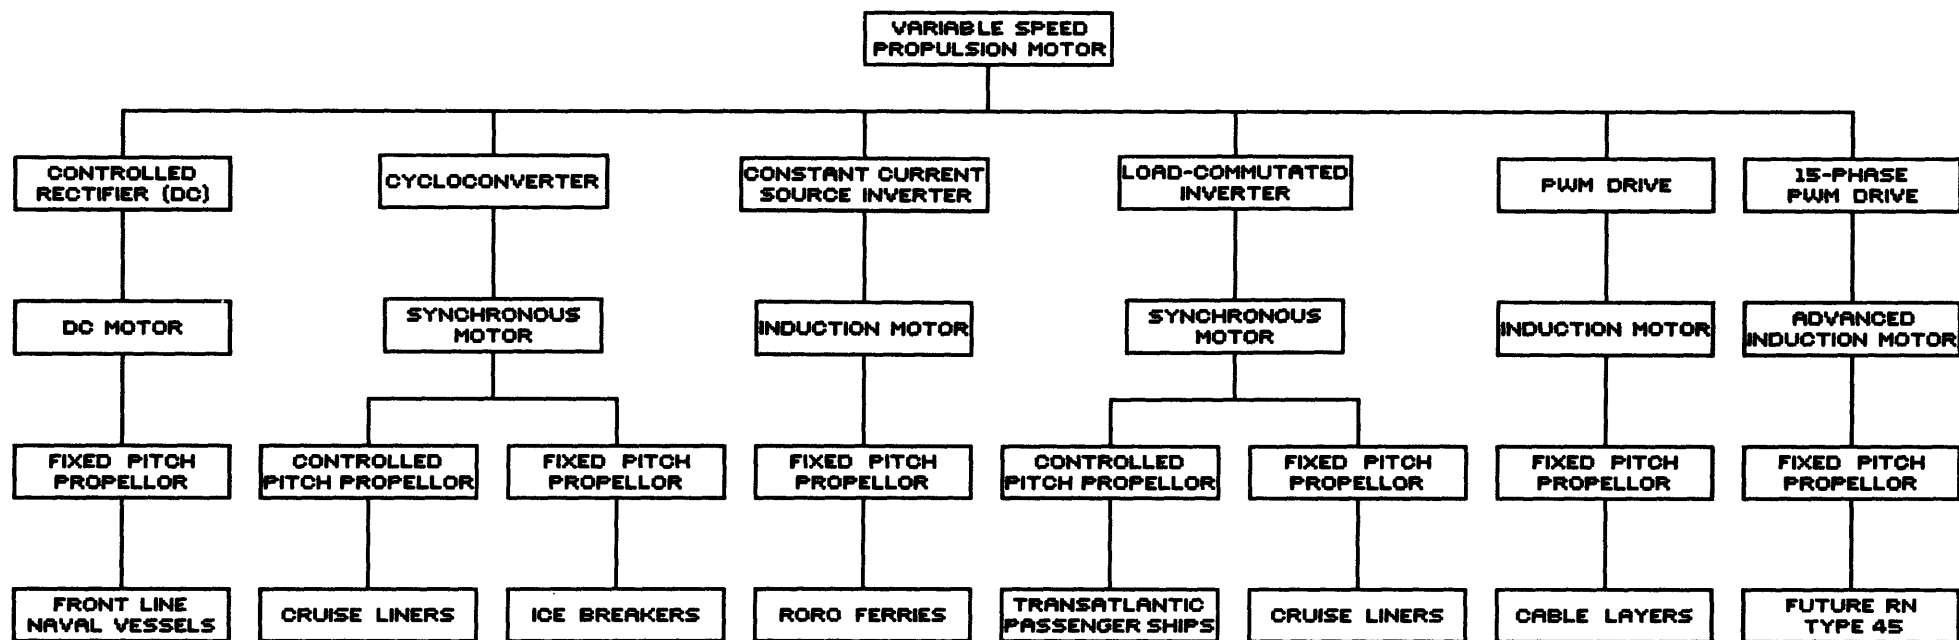 VARIABLE SPEED
PROPULSION MOTOR
CONTROLLED
RECTIFIER (DC)
CYCLOCONVERTER
CONSTANT CURRENT
SOURCE INVERTER
LOAD-COMMUTATED
INVERTER
PWM DRIVE
15-PHASE
PWM DRIVE
DC MOTOR
SYNCHRONOUS
MOTOR
INDUCTION MOTOR
SYNCHRONOUS
MOTOR
INDUCTION MOTOR
ADVANCED
INDUCTION MOTOR
FIXED PITCH
PROPELLOR
CONTROLLED
PITCH PROPELLOR
FIXED PITCH
PROPELLOR
FIXED PITCH
PROPELLOR
CONTROLLED
PITCH PROPELLOR
FIXED PITCH
PROPELLOR
FIXED PITCH
PROPELLOR
FIXED PITCH
PROPELLOR
FRONT LINE
NAVAL VESSELS
CRUISE LINERS
ICE BREAKERS
RORO FERRIES
TRANSATLANTIC
PASSENGER SHIPS
CRUISE LINERS
CABLE LAYERS
FUTURE RN
TYPE 45